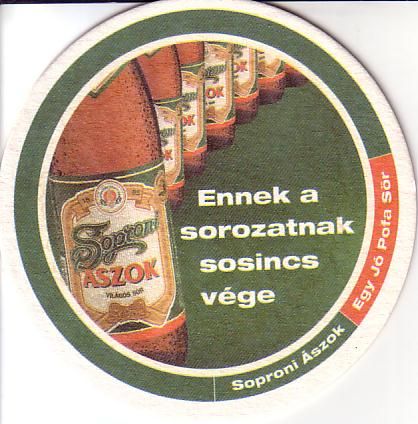 Ennek a
sorozatnak
sosincs
vége
Soproni
ÁSZOK
VILÁGOS SÖR
Soproni Ászok
Egy Jó Pofa Sör